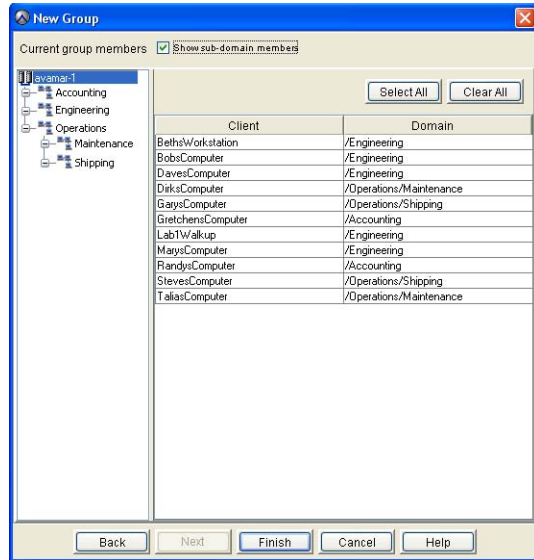 New Group
Current group members Show sub-domain members
avamar-1
Accounting
Engineering
Operations
Maintenance
Shipping
Select All Clear All
Client Domain
BethsWorkstation /Engineering
BobsComputer /Engineering
DavesComputer /Engineering
DirksComputer /Operations/Maintenance
GarysComputer /Operations/Shipping
GretchensComputer /Accounting
Lab1Walkup /Engineering
MarysComputer /Engineering
RandysComputer /Accounting
StevesComputer /Operations/Shipping
TaliasComputer /Operations/Maintenance
Back Next Finish Cancel Help